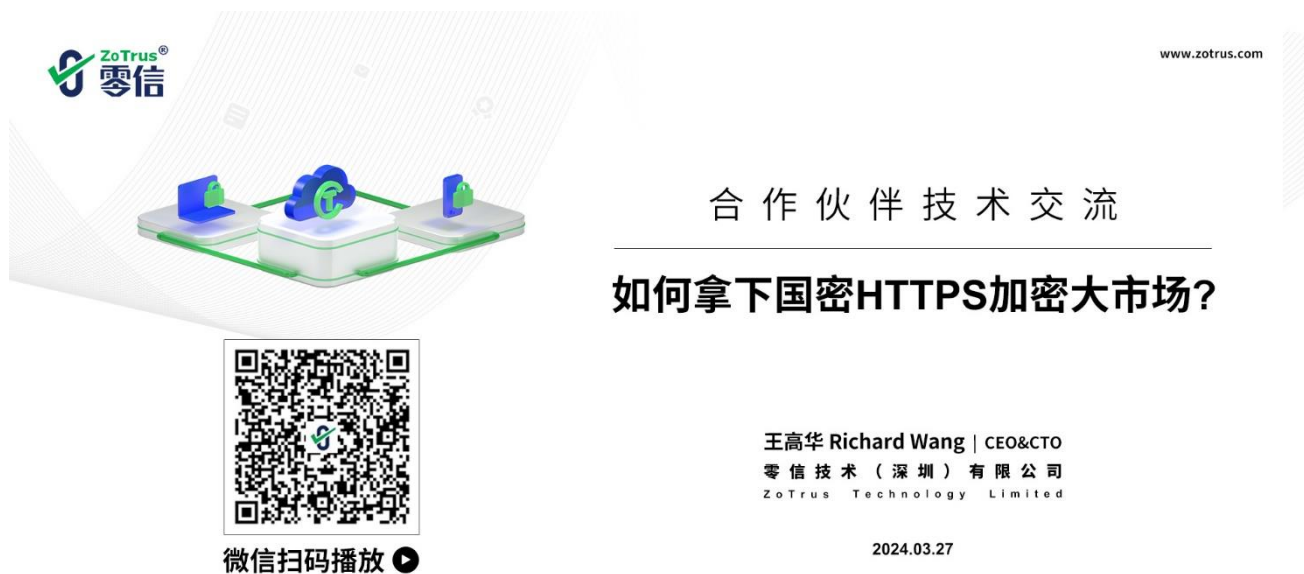 ZoTrus®
零信
www.zotrus.com
合作伙伴技术交流
如何拿下国密HTTPS加密大市场?
微信扫码播放
王高华 Richard Wang | CEO&CTO
零信技术（深圳）有限公司
ZoTrus Technology Limited
2024.03.27